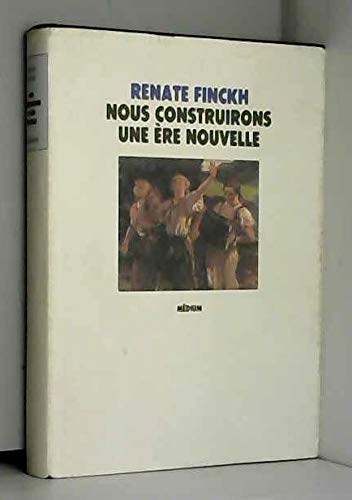 RENATE FINCKH
NOUS CONSTRUIRONS
UNE ÈRE NOUVELLE
MÉDIUM